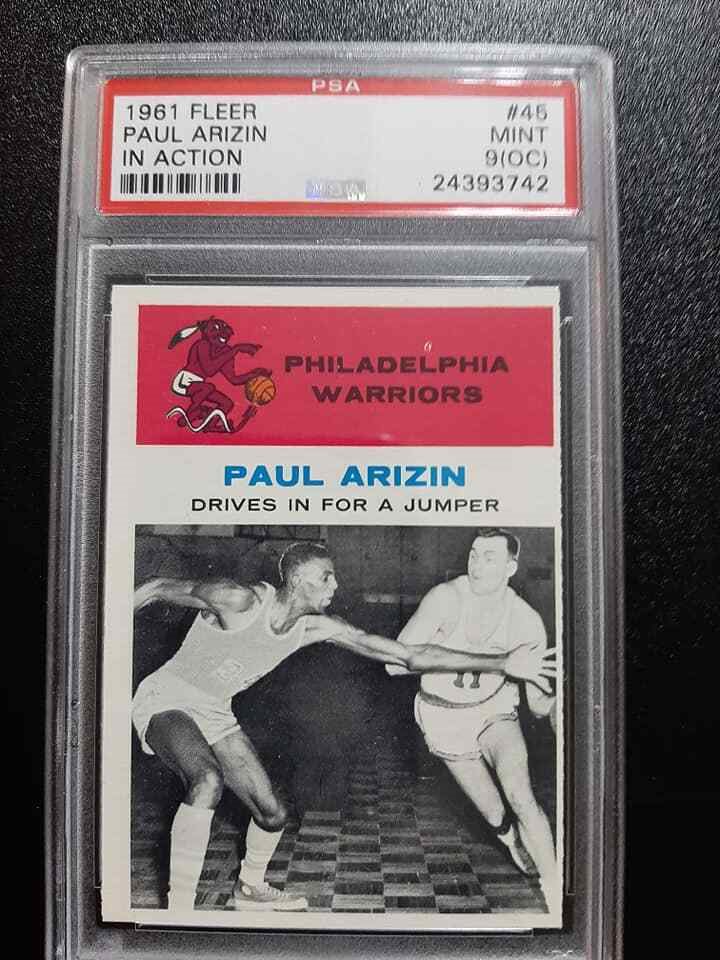 PSA
1961 FLEER #45
PAUL ARIZIN MINT
IN ACTION 9(OC)
24393742
PHILADELPHIA
WARRIORS
PAUL ARIZIN
DRIVES IN FOR A JUMPER
11